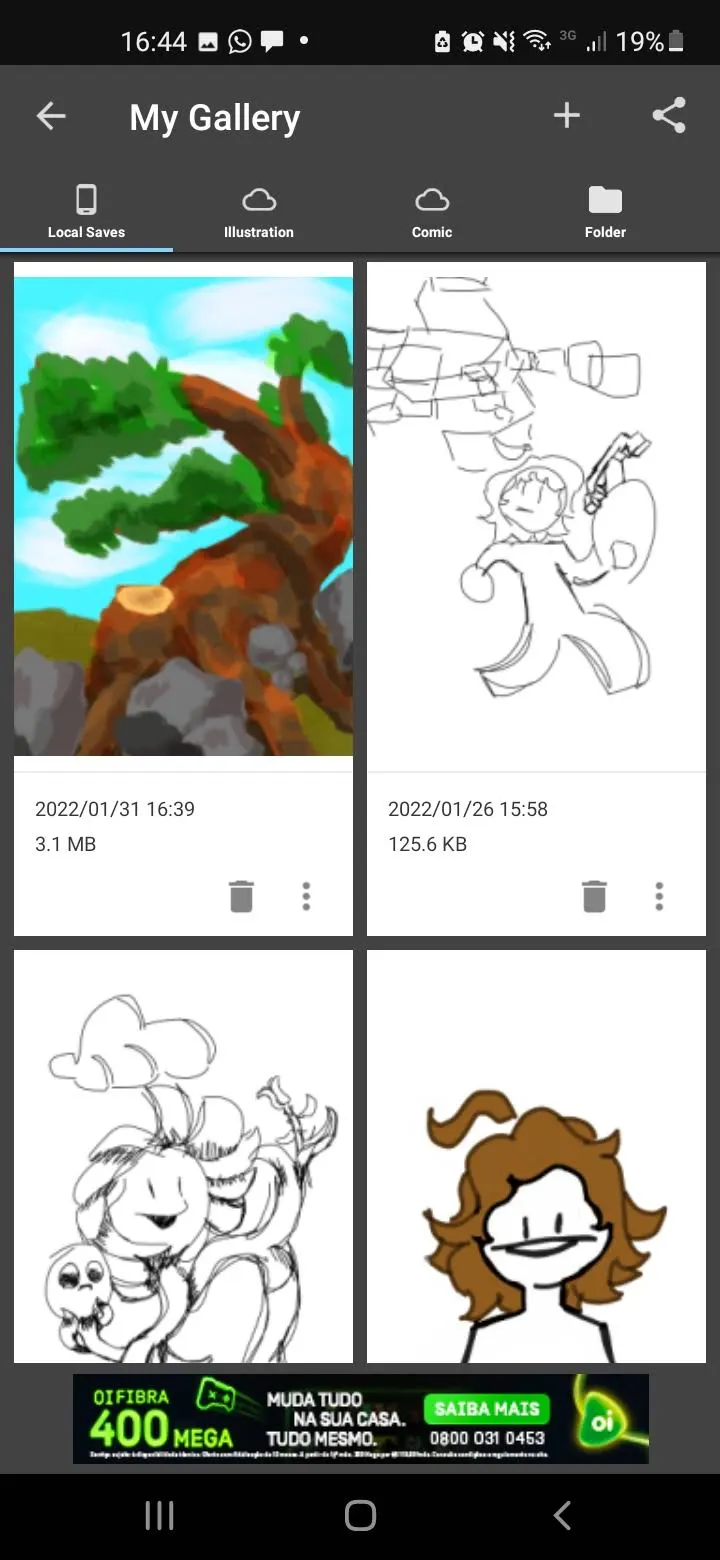 16:44
3G
19%
My Gallery
Local Saves
Illustration
Comic
Folder
2022/01/31 16:39
3.1 MB
2022/01/26 15:58
125.6 KB
OI FIBRA
400 MEGA
MUDA TUDO
NA SUA CASA.
TUDO MESMO.
SAIBA MAIS
0800 031 0453
oi